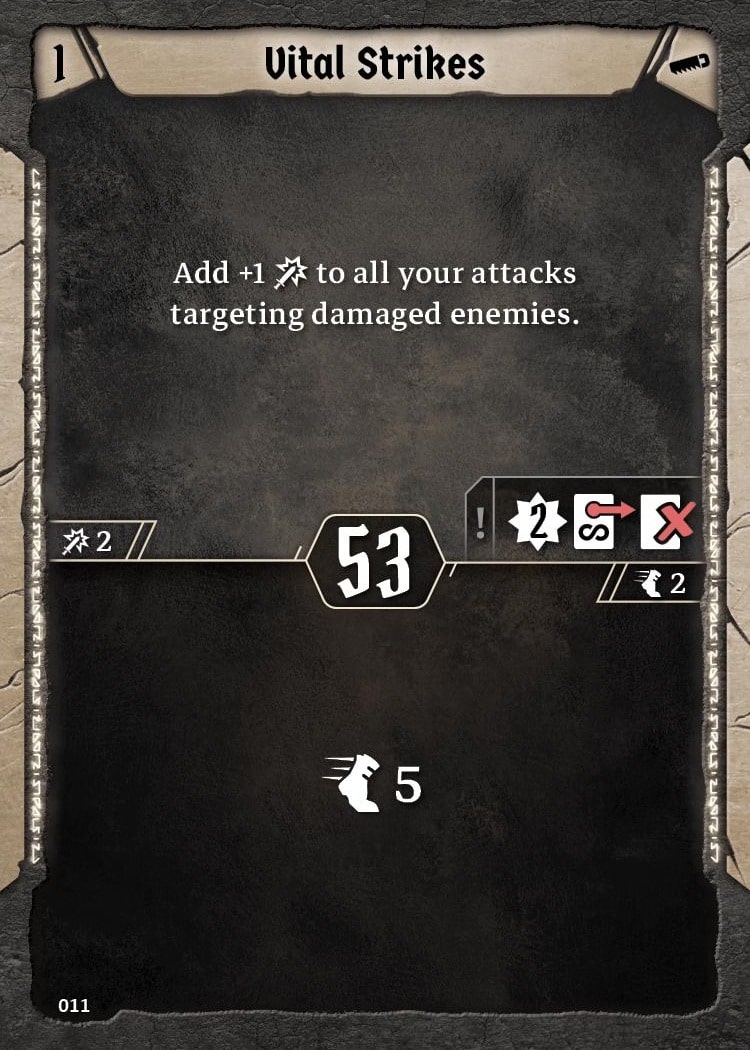 1
Vital Strikes
Add +1 to all your attacks
targeting damaged enemies.
! 2
2
53
2
5
011